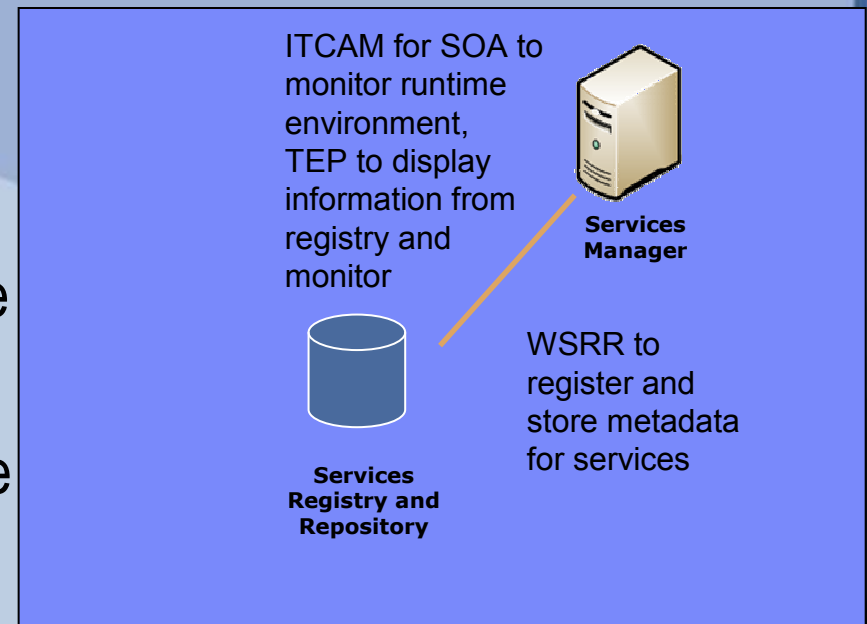 ITCAM for SOA to
monitor runtime
environment,
TEP to display
information from
registry and
monitor
Services
Manager
e
WSRR to
register and
store metadata
for services
e
Services
Registry and
Repository